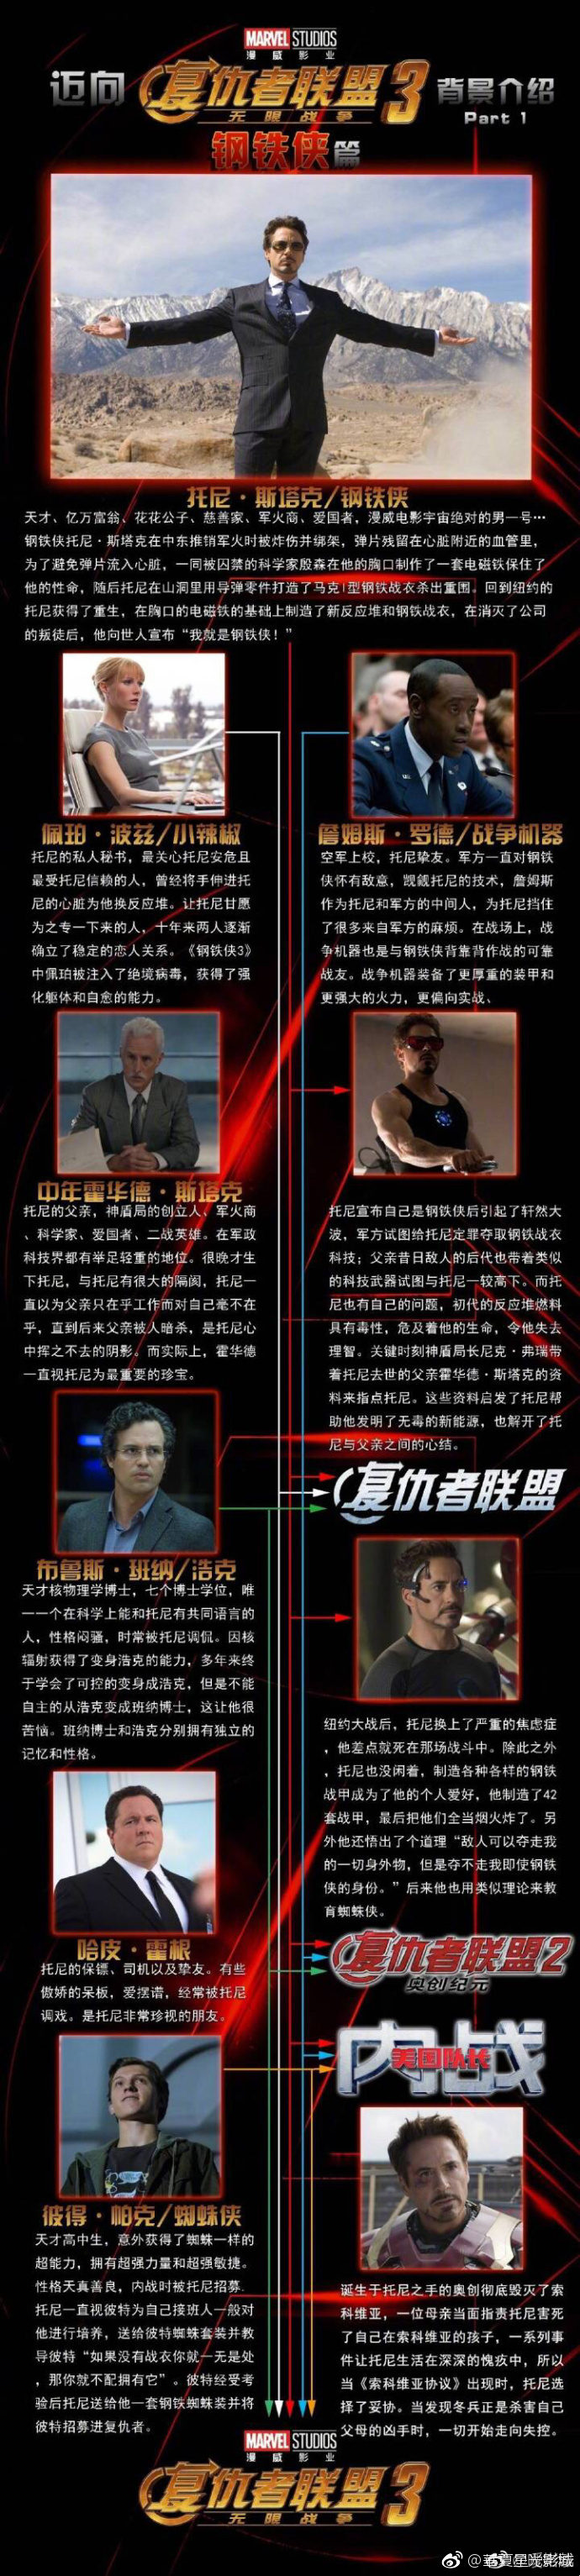 MARVEL STUDIOS
漫威影业
迈向
复仇者联盟3
无限战争
背景介绍
Part 1
钢铁侠篇
托尼·斯塔克/钢铁侠
天才、亿万富翁、花花公子、慈善家、军火商、爱国者，漫威电影宇宙绝对的男一号…
钢铁侠托尼·斯塔克在中东推销军火时被炸伤并绑架，弹片残留在心脏附近的血管里，
为了避免弹片流入心脏，一同被囚禁的科学家殷森在他的胸口制作了一套电磁铁保住了
他的性命，随后托尼在山洞里用导弹零件打造了马克1型钢铁战衣杀出重围。回到纽约的
托尼获得了重生，在胸口的电磁铁的基础上制造了新反应堆和钢铁战衣，在消灭了公司
的叛徒后，他向世人宣布“我就是钢铁侠！”
佩珀·波兹/小辣椒
托尼的私人秘书，最关心托尼安危且
最受托尼信赖的人，曾经将手伸进托
尼的心脏为他换反应堆。让托尼甘愿
为之专一下来的人，十年来两人逐渐
确立了稳定的恋人关系。《钢铁侠3》
中佩珀被注入了绝境病毒，获得了强
化躯体和自愈的能力。
詹姆斯·罗德/战争机器
空军上校，托尼挚友。军方一直对钢铁
侠怀有敌意，觊觎托尼的技术，詹姆斯
作为托尼和军方的中间人，为托尼挡住
了很多来自军方的麻烦。在战场上，战
争机器也是与钢铁侠背靠背作战的可靠
战友。战争机器装备了更厚重的装甲和
更强大的火力，更偏向实战、
中年霍华德·斯塔克
托尼的父亲，神盾局的创立人、军火商
、科学家、爱国者、二战英雄。在军政
科技界都有举足轻重的地位。很晚才生
下托尼，与托尼有很大的隔阂，托尼一
直以为父亲只在乎工作而对自己毫不在
乎，直到后来父亲被人暗杀，是托尼心
中挥之不去的阴影。而实际上，霍华德
一直视托尼为最重要的珍宝。
托尼宣布自己是钢铁侠后引起了轩然大
波，军方试图给托尼定罪夺取钢铁战衣
科技；父亲昔日敌人的后代也带着类似
的科技武器试图与托尼一较高下。而托
尼也有自己的问题，初代的反应堆燃料
具有毒性，危及着他的生命，令他失去
理智。关键时刻神盾局长尼克·弗瑞带
着托尼去世的父亲霍华德·斯塔克的资
料来指点托尼。这些资料启发了托尼帮
助他发明了无毒的新能源，也解开了托
尼与父亲之间的心结。
复仇者联盟
布鲁斯·班纳/浩克
天才核物理学博士，七个博士学位，唯
一一个在科学上能和托尼有共同语言的
人，性格闷骚，时常被托尼调侃。因核
辐射获得了变身浩克的能力，多年来终
于学会了可控的变身成浩克，但是不能
自主的从浩克变成班纳博士，这让他很
苦恼。班纳博士和浩克分别拥有独立的
记忆和性格。
纽约大战后，托尼换上了严重的焦虑症
，他差点就死在那场战斗中。除此之外
，托尼也没闲着，制造各种各样的钢铁
战甲成为了他的个人爱好，他制造了42
套战甲，最后把他们全当烟火炸了。另
外他还悟出了个道理“敌人可以夺走我
的一切身外物，但是夺不走我即使钢铁
侠的身份。”后来他也用类似理论来教
育蜘蛛侠。
哈皮·霍根
托尼的保镖、司机以及挚友。有些
傲娇的呆板，爱摆谱，经常被托尼
调戏。是托尼非常珍视的朋友。
复仇者联盟2
奥创纪元
内战
美国队长
彼得·帕克/蜘蛛侠
天才高中生，意外获得了蜘蛛一样的
超能力，拥有超强力量和超强敏捷。
性格天真善良，内战时被托尼招募.
托尼一直视彼特为自己接班人一般对
他进行培养，送给彼特蜘蛛套装并教
导彼特“如果没有战衣你就一无是处
，那你就不配拥有它”。彼特经受考
验后托尼送给他一套钢铁蜘蛛装并将
彼特招募进复仇者。
诞生于托尼之手的奥创彻底毁灭了索
科维亚，一位母亲当面指责托尼害死
了自己在索科维亚的孩子，一系列事
件让托尼生活在深深的愧疚中，所以
当《索科维亚协议》出现时，托尼选
择了妥协。当发现冬兵正是杀害自己
父母的凶手时，一切开始走向失控。
MARVEL STUDIOS
漫威影业
复仇者联盟3
无限战争
星光影城